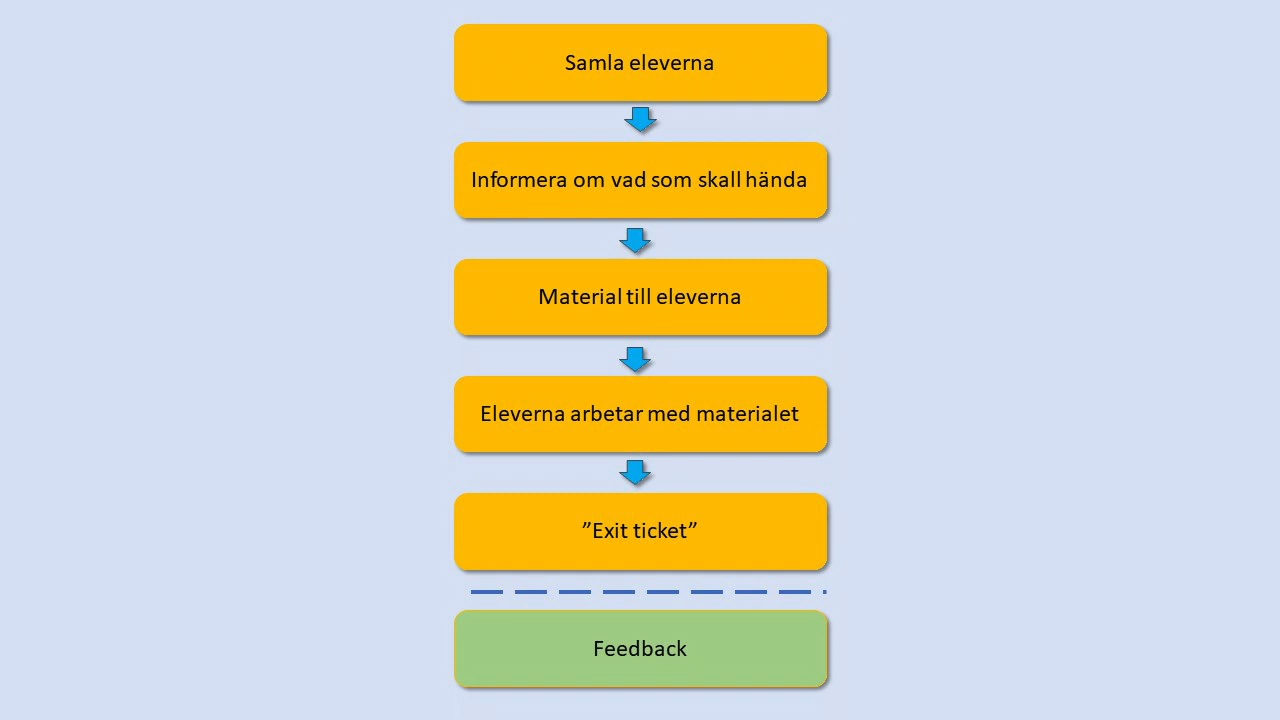 Samla eleverna
Informera om vad som skall hända
Material till eleverna
Eleverna arbetar med materialet
”Exit ticket”
Feedback